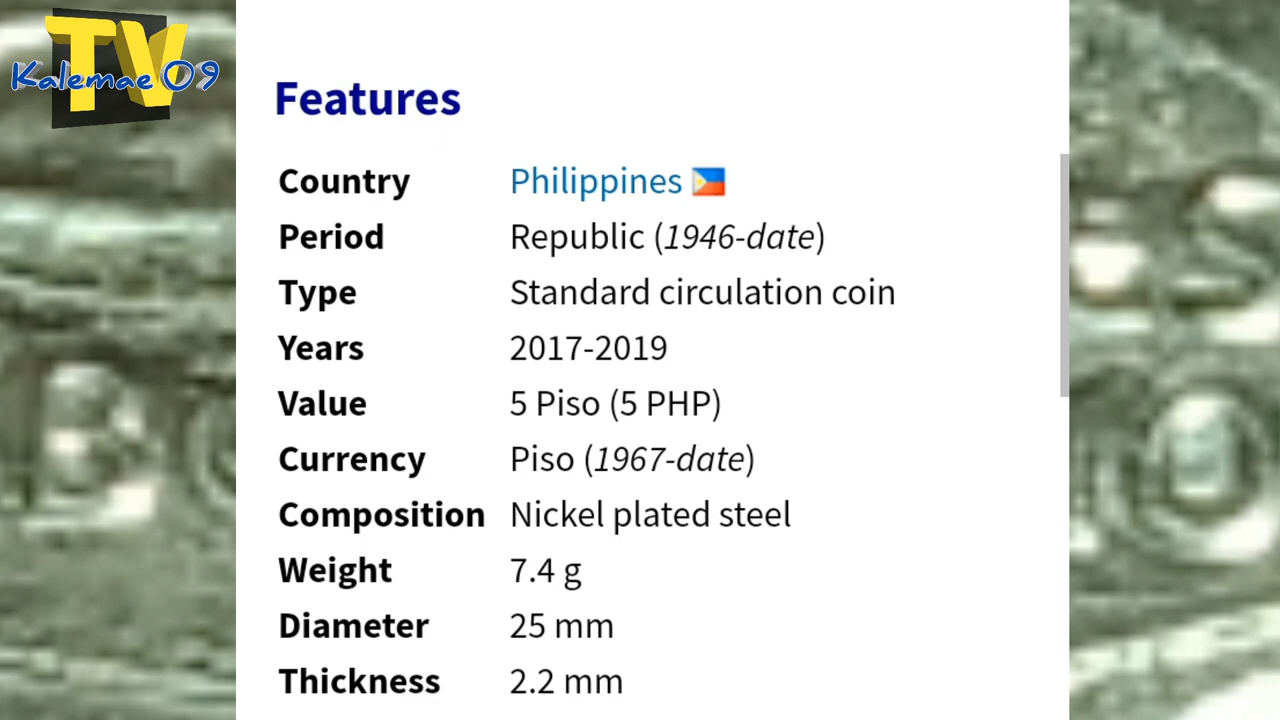 TV
Kalemae 09
Features
Country Philippines
Period Republic (1946-date)
Type Standard circulation coin
Years 2017-2019
Value 5 Piso (5 PHP)
Currency Piso (1967-date)
Composition Nickel plated steel
Weight 7.4 g
Diameter 25 mm
Thickness 2.2 mm